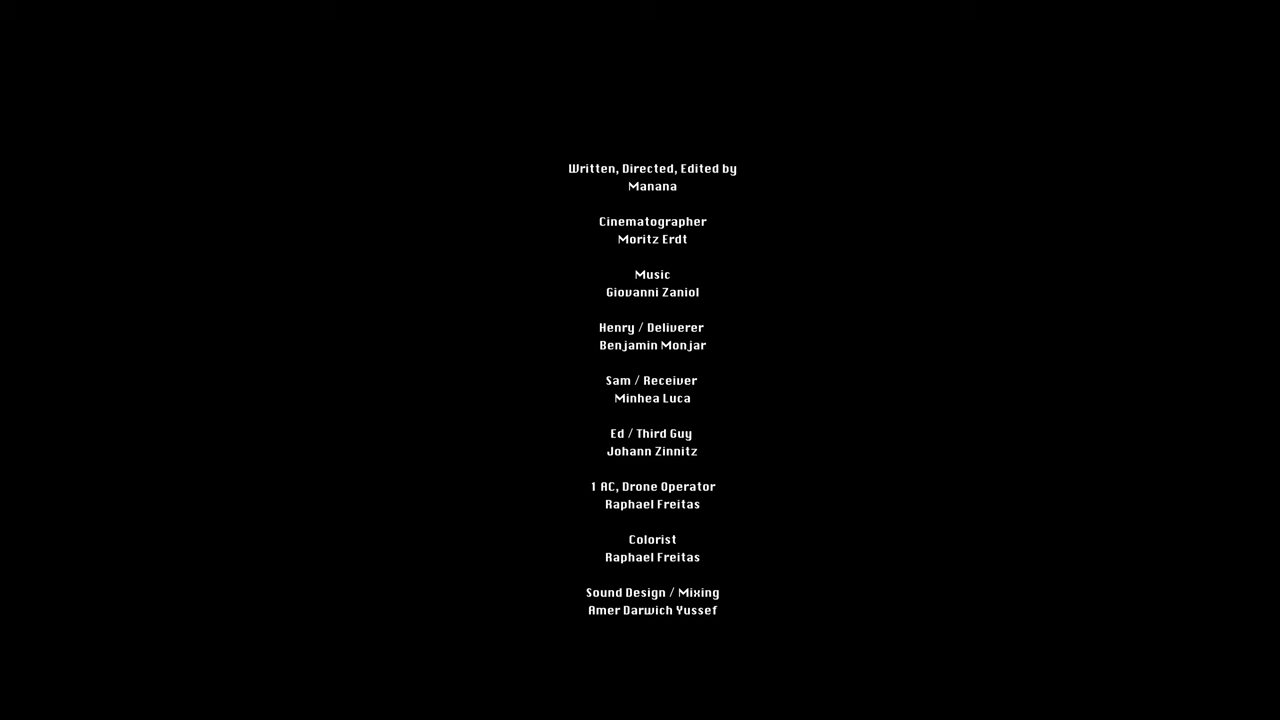 Written, Directed, Edited by
Manana
Cinematographer
Moritz Erdt
Music
Giovanni Zaniol
Henry / Deliverer
Benjamin Monjar
Sam / Receiver
Minhea Luca
Ed / Third Guy
Johann Zinnitz
1 AC, Drone Operator
Raphael Freitas
Colorist
Raphael Freitas
Sound Design / Mixing
Amer Darwich Yussef